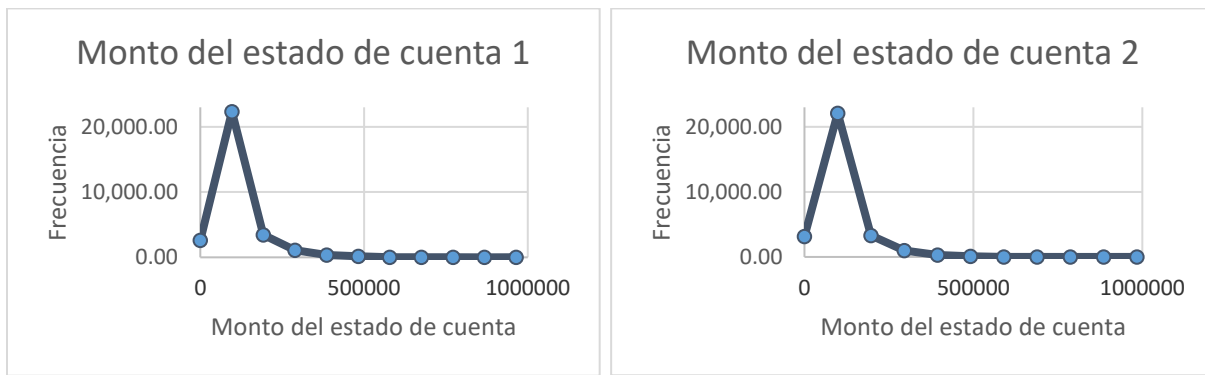 Monto del estado de cuenta 1
Frecuencia
20,000.00
10,000.00
0.00
0 500000 1000000
Monto del estado de cuenta
Monto del estado de cuenta 2
Frecuencia
20,000.00
10,000.00
0.00
0 500000 1000000
Monto del estado de cuenta